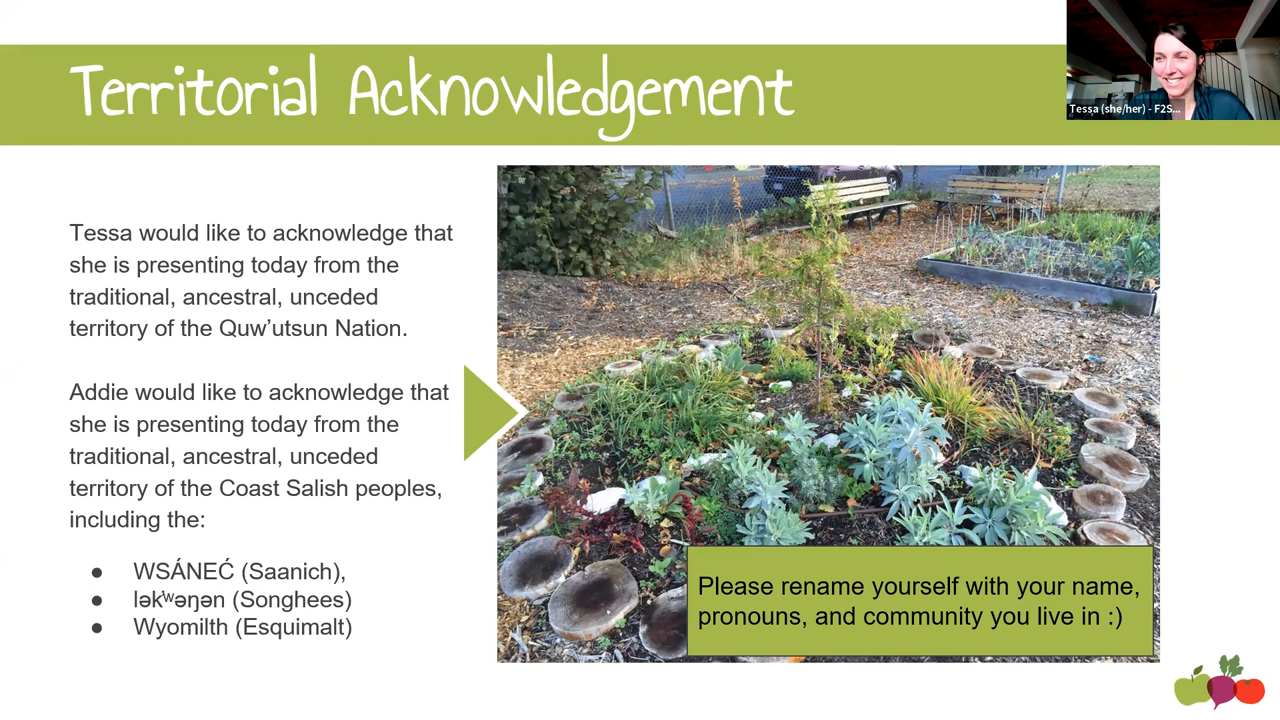 Territorial Acknowledgement
Tessa (she/her) - F2S...
Tessa would like to acknowledge that
she is presenting today from the
traditional, ancestral, unceded
territory of the Quw’utsun Nation.
Addie would like to acknowledge that
she is presenting today from the
traditional, ancestral, unceded
territory of the Coast Salish peoples,
including the:
● WSÁNEĆ (Saanich),
● lək̓ʷəŋən (Songhees)
● Wyomilth (Esquimalt)
Please rename yourself with your name,
pronouns, and community you live in :)